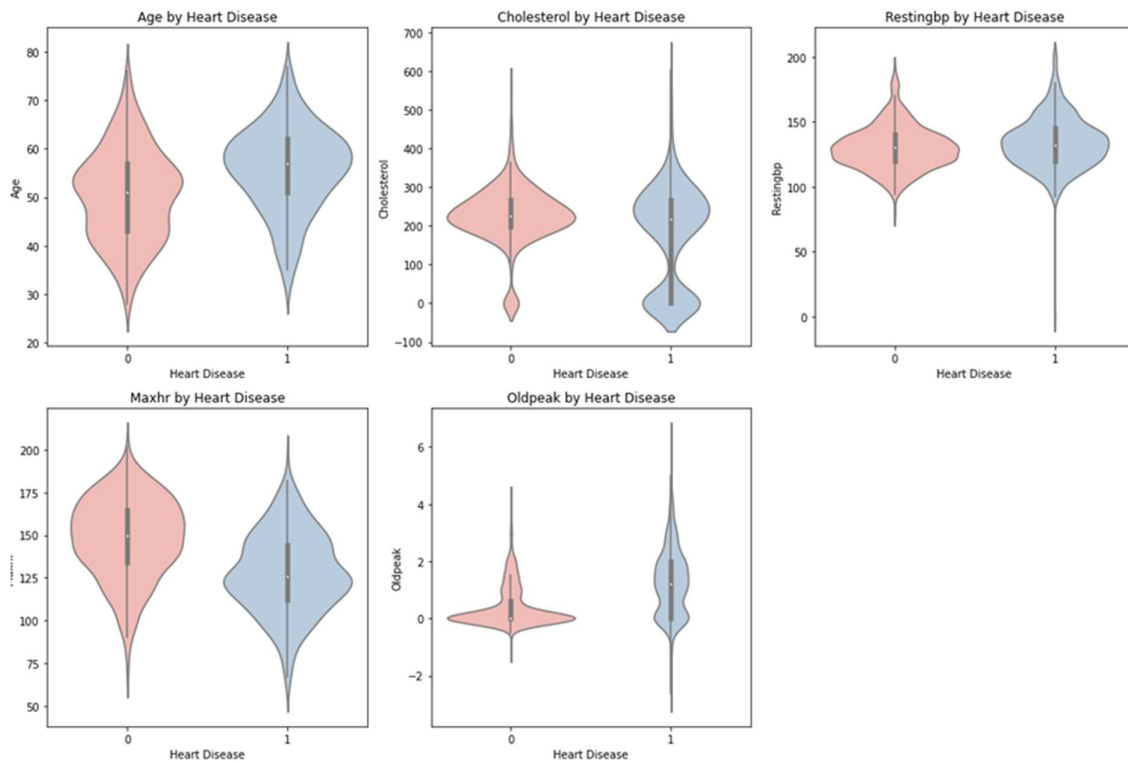 Age by Heart Disease
80
70
60
50
40
30
20
Age
0 1
Heart Disease
Cholesterol by Heart Disease
700
600
500
400
300
200
100
0
−100
Cholesterol
0 1
Heart Disease
Restingbp by Heart Disease
200
150
100
50
0
Restingbp
0 1
Heart Disease
Maxhr by Heart Disease
200
175
150
125
100
75
50
0 1
Heart Disease
Oldpeak by Heart Disease
6
4
2
0
−2
Oldpeak
0 1
Heart Disease